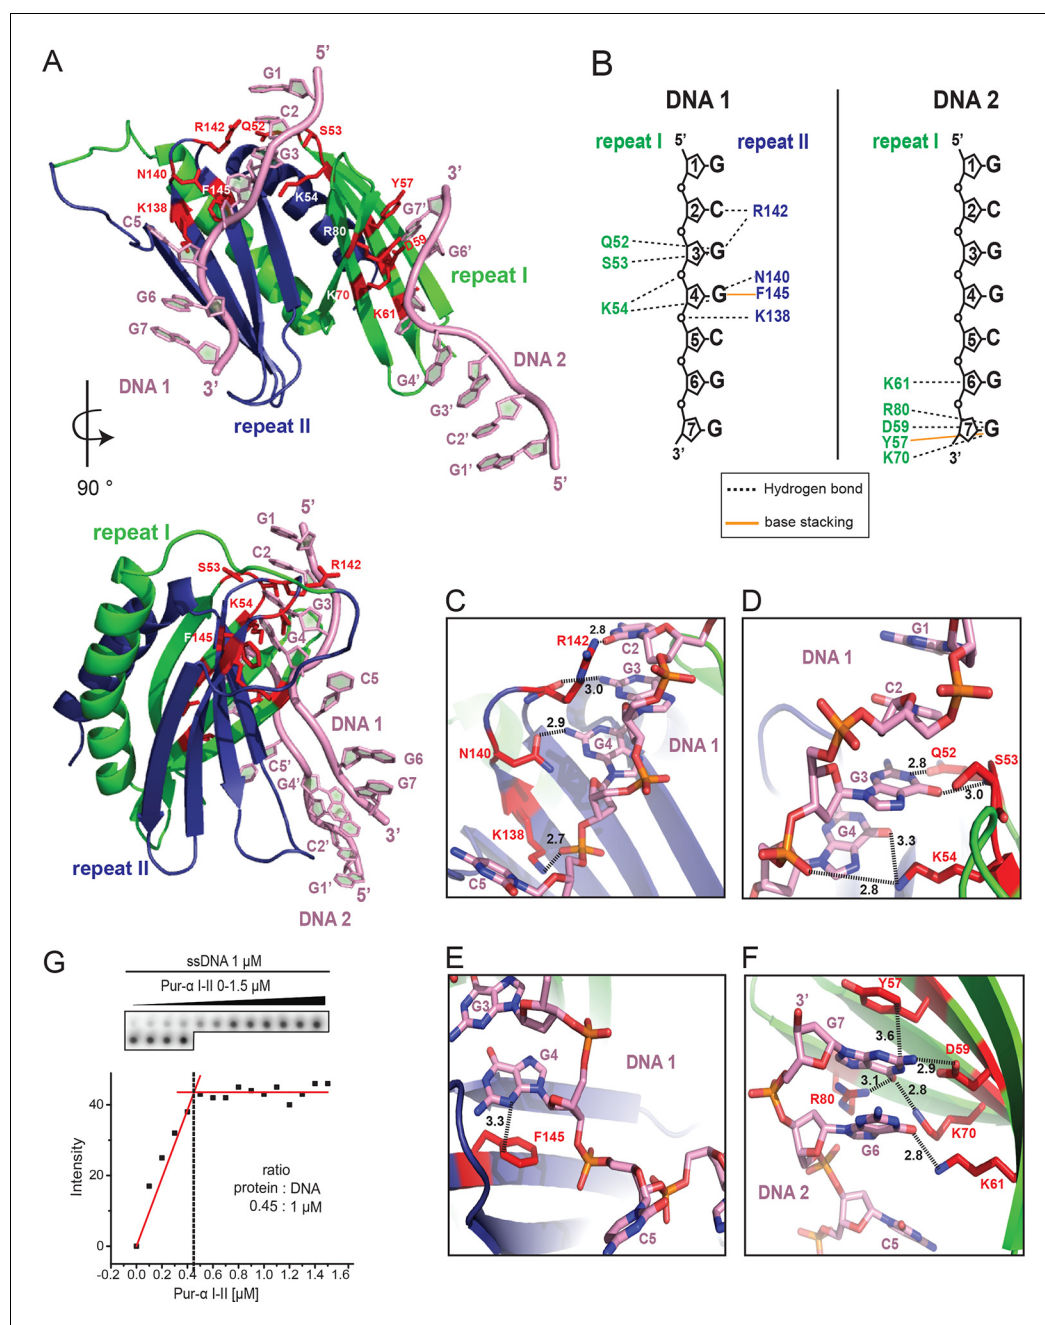 A
5’
G1
C2
R142
Q52
S53
G3
N140
F145
K54
3’
Y57
K138
G7’
C5
R80
D59
G6’
repeat I
K70
G6
K61
G7
DNA 1
3’
G4’
DNA 2
G3’
repeat II
C2’
G1’
5’
90 °
repeat I
G1
5’
C2
S53
R142
K54
G3
F145
G4
C5
DNA 1
C5’
G6
G4’
G7
3’
repeat II
C2’
G1’
5’
DNA 2
B
DNA 1
DNA 2
repeat I
5’
repeat II
repeat I
5’
1 G
1 G
2 C
R142
2 C
Q52
3 G
3 G
S53
N140
4 G
F145
4 G
K54
K138
5 C
5 C
6 G
K61
6 G
R80
D59
7 G
7 G
Y57
3’
K70
3’
Hydrogen bond
base stacking
C
2.8
R142
C2
G3
3.0
2.9
G4
DNA 1
N140
K138
2.7
C5
D
G1
DNA 1
C2
Q52
S53
G3
2.8
3.0
G4
3.3
K54
2.8
E
G3
G4
DNA 1
3.3
F145
C5
F
Y57
3’
G7
3.6
D59
2.9
3.1
2.8
R80
K70
G6
2.8
K61
DNA 2
C5
G
ssDNA 1 µM
Pur-α I-II 0-1.5 µM
40
Intensity
20
ratio
protein : DNA
0.45 : 1 µM
0
-0.2 0.0 0.2 0.4 0.6 0.8 1.0 1.2 1.4 1.6
Pur-α I-II [µM]